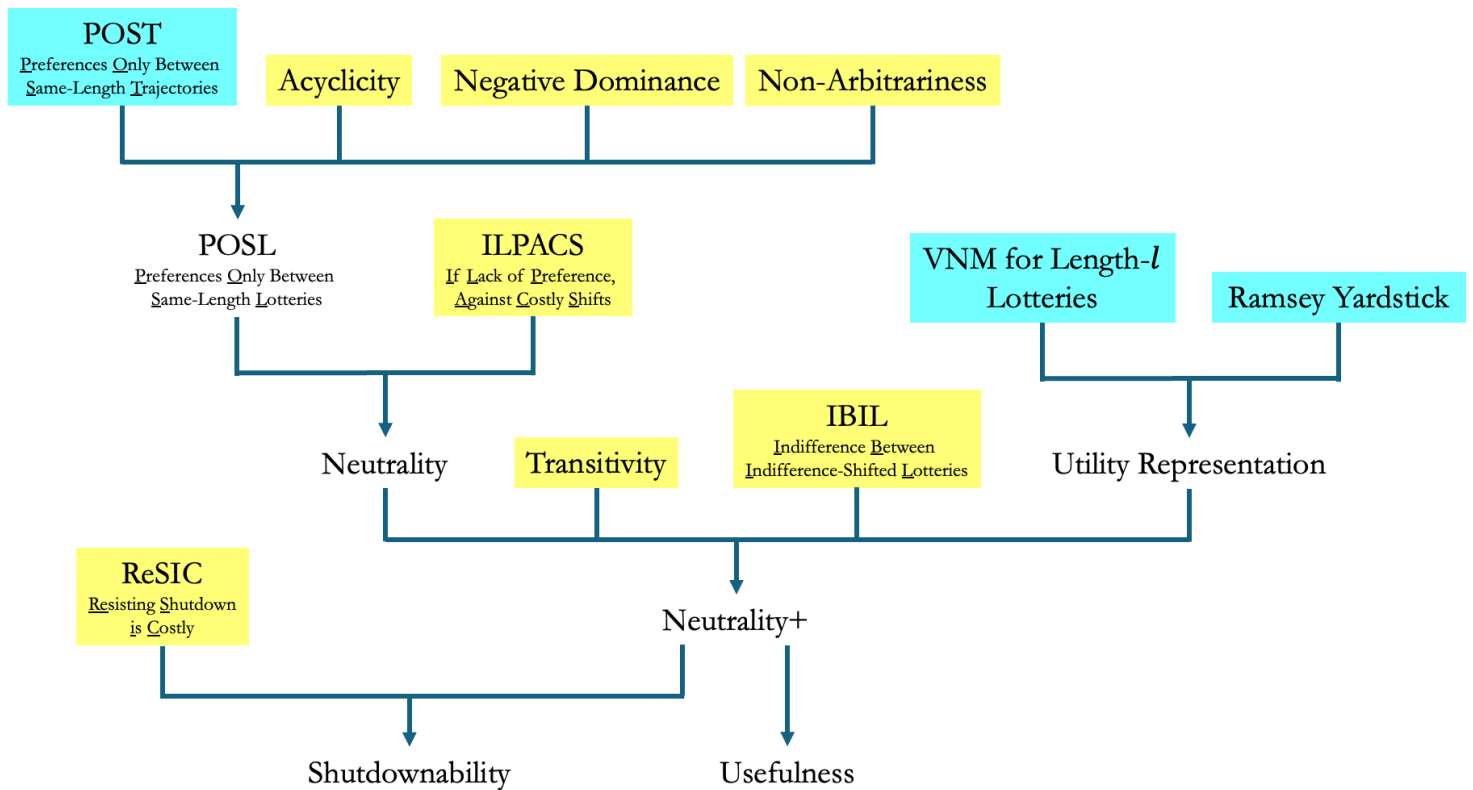 POST
Preferences Only Between
Same-Length Trajectories
Acyclicity
Negative Dominance
Non-Arbitrariness
POSL
Preferences Only Between
Same-Length Lotteries
ILPACS
If Lack of Preference,
Against Costly Shifts
VNM for Length-l
Lotteries
Ramsey Yardstick
Neutrality
Transitivity
IBIL
Indifference Between
Indifference-Shifted Lotteries
Utility Representation
ReSIC
Resisting Shutdown
is Costly
Neutrality+
Shutdownability
Usefulness